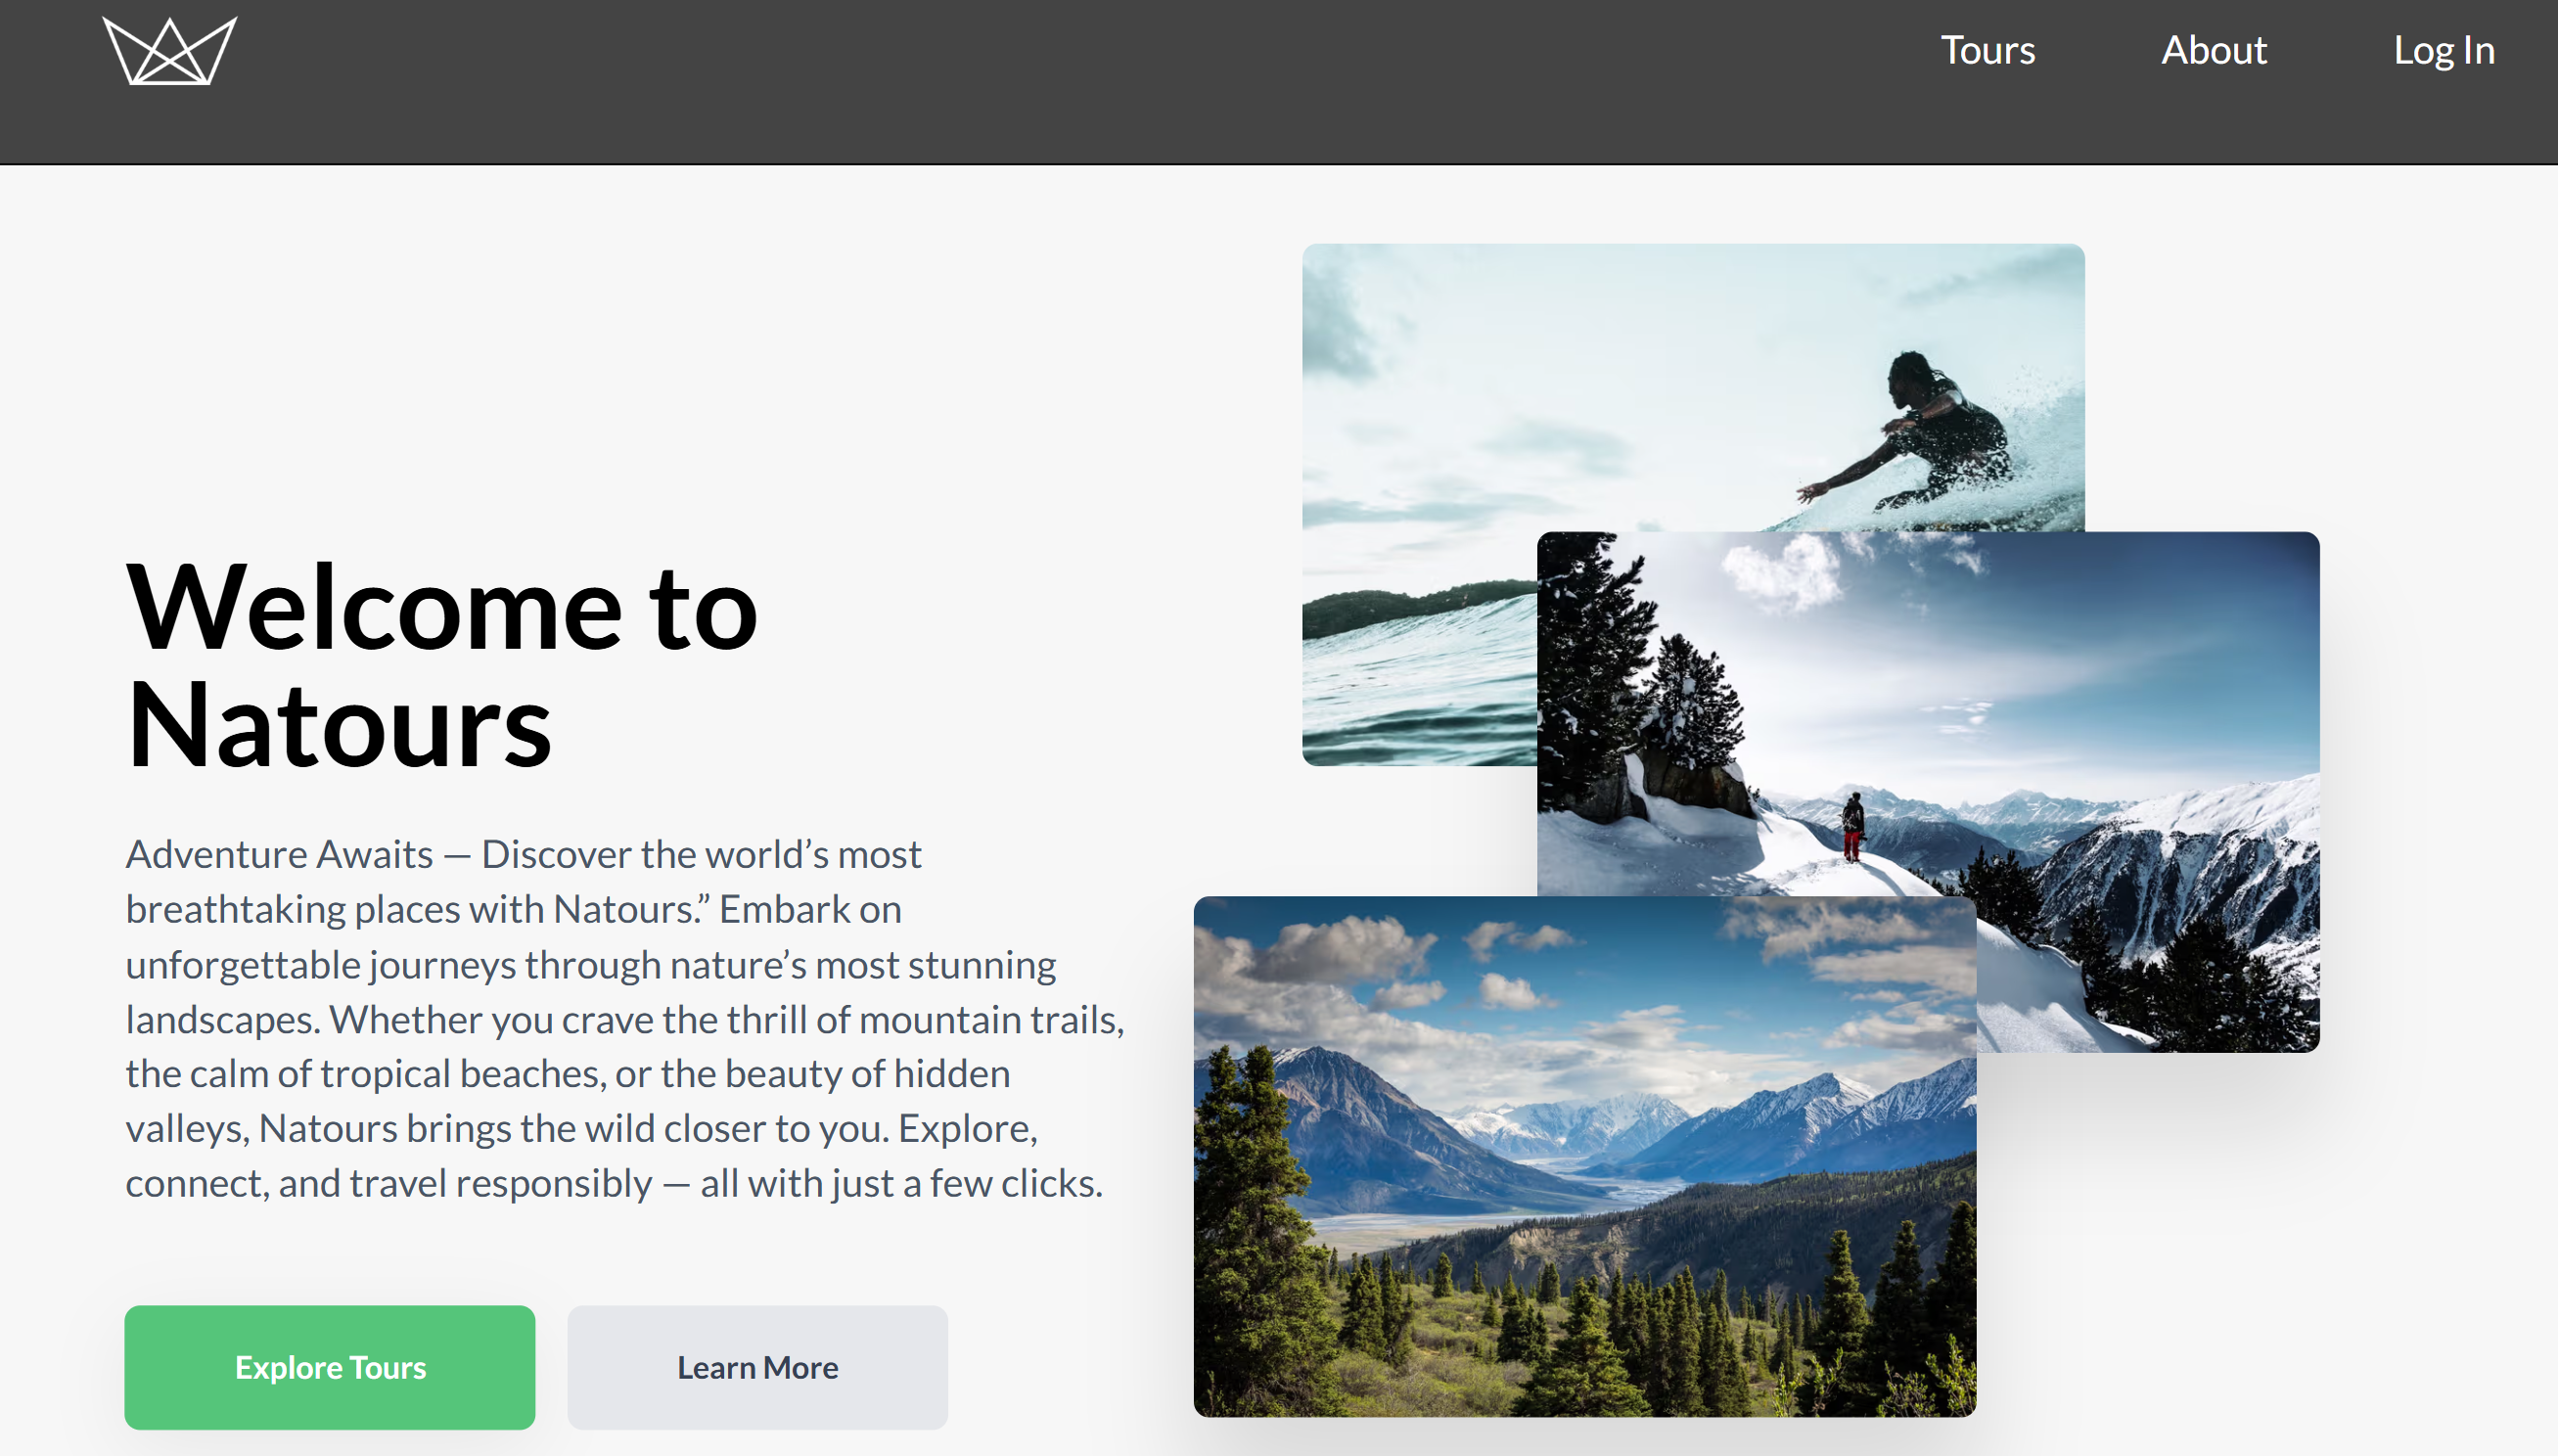 Tours About Log In
Welcome to
Natours
Adventure Awaits — Discover the world’s most
breathtaking places with Natours.” Embark on
unforgettable journeys through nature’s most stunning
landscapes. Whether you crave the thrill of mountain trails,
the calm of tropical beaches, or the beauty of hidden
valleys, Natours brings the wild closer to you. Explore,
connect, and travel responsibly — all with just a few clicks.
Explore Tours Learn More